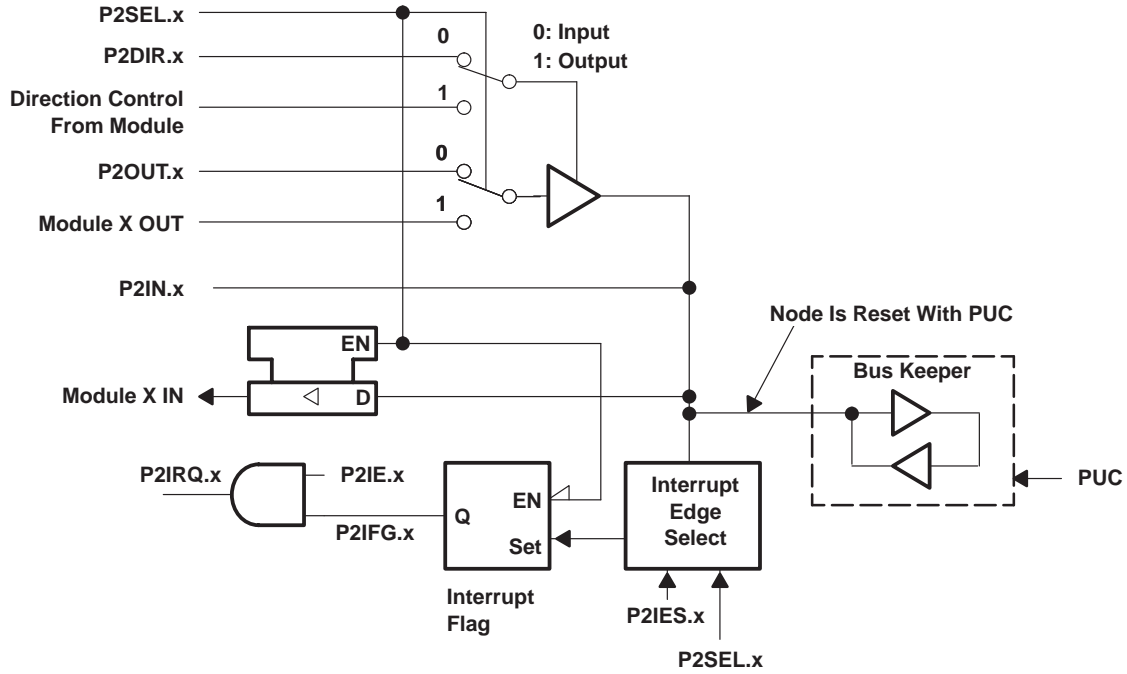 P2SEL.x
0
0: Input
1: Output
P2DIR.x
Direction Control
From Module
1
0
P2OUT.x
1
Module X OUT
P2IN.x
Node Is Reset With PUC
EN
Bus Keeper
Module X IN
D
P2IRQ.x
P2IE.x
PUC
Interrupt
Edge
Select
EN
Q
P2IFG.x
Set
Interrupt
Flag
P2IES.x
P2SEL.x